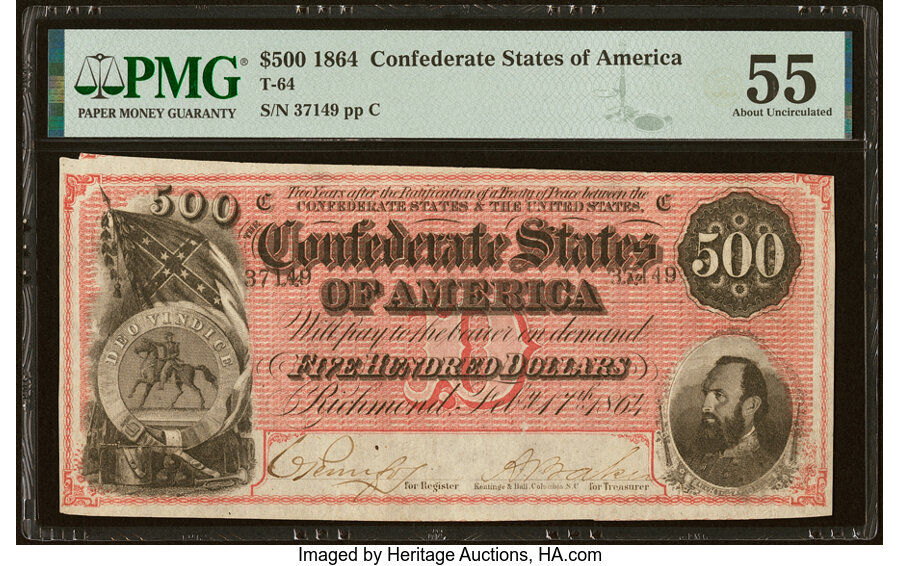 PMG®
PAPER MONEY GUARANTY
$500 1864 Confederate States of America
T-64
S/N 37149 pp C
55
About Uncirculated
500
C Two Years after the Ratification of a Treaty of Peace between the C
CONFEDERATE STATES & THE UNITED STATES.
THE
Confederate States
37149 37149
500
OF AMERICA
DEO VINDICE
Will pay to the bearer on demand
FIVE HUNDRED DOLLARS
Richmond, Feby. 17th. 1864
for Register
Keatinge & Ball, Columbia S.C
for Treasurer
Imaged by Heritage Auctions, HA.com